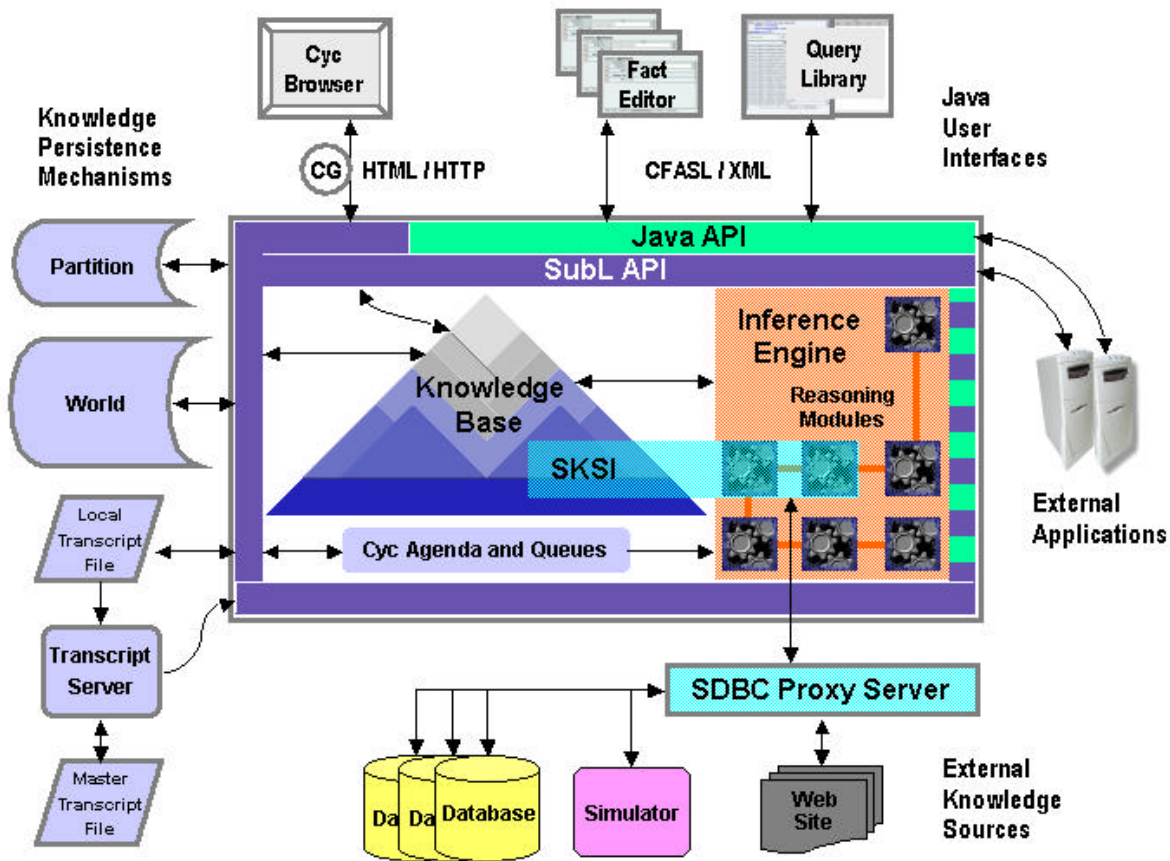 Cyc
Browser
Fact
Editor
Query
Library
Knowledge
Persistence
Mechanisms
Java
User
Interfaces
CG
HTML / HTTP
CFASL / XML
Partition
Java API
SubL API
World
Inference
Engine
Knowledge
Base
Reasoning
Modules
SKSI
External
Applications
Local
Transcript
File
Cyc Agenda and Queues
Transcript
Server
SDBC Proxy Server
Master
Transcript
File
Da
Da
Database
Simulator
Web
Site
External
Knowledge
Sources